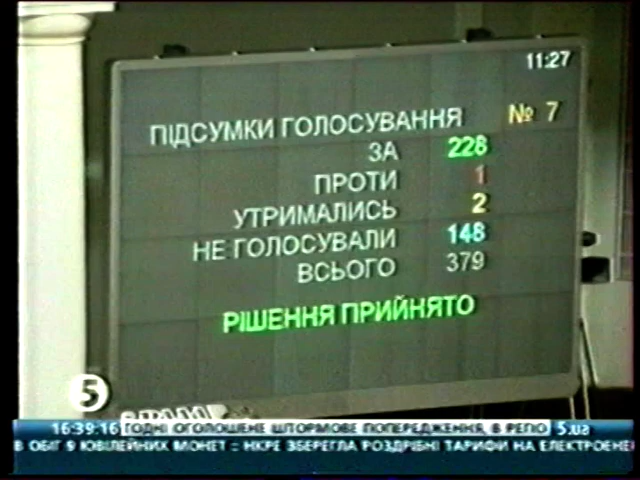 11:27
ПІДСУМКИ ГОЛОСУВАННЯ № 7
ЗА 228
ПРОТИ 1
УТРИМАЛИСЬ 2
НЕ ГОЛОСУВАЛИ 148
ВСЬОГО 379
РІШЕННЯ ПРИЙНЯТО
5
16:39:16 ГОДНІ ОГОЛОШЕНЕ ШТОРМОВЕ ПОПЕРЕДЖЕННЯ, В РЕГІО 5.ua
В ОБІГ 9 ЮВІЛЕЙНИХ МОНЕТ :: НКРЕ ЗБЕРЕГЛА РОЗДРІБНІ ТАРИФИ НА ЕЛЕКТРОЕНЕ